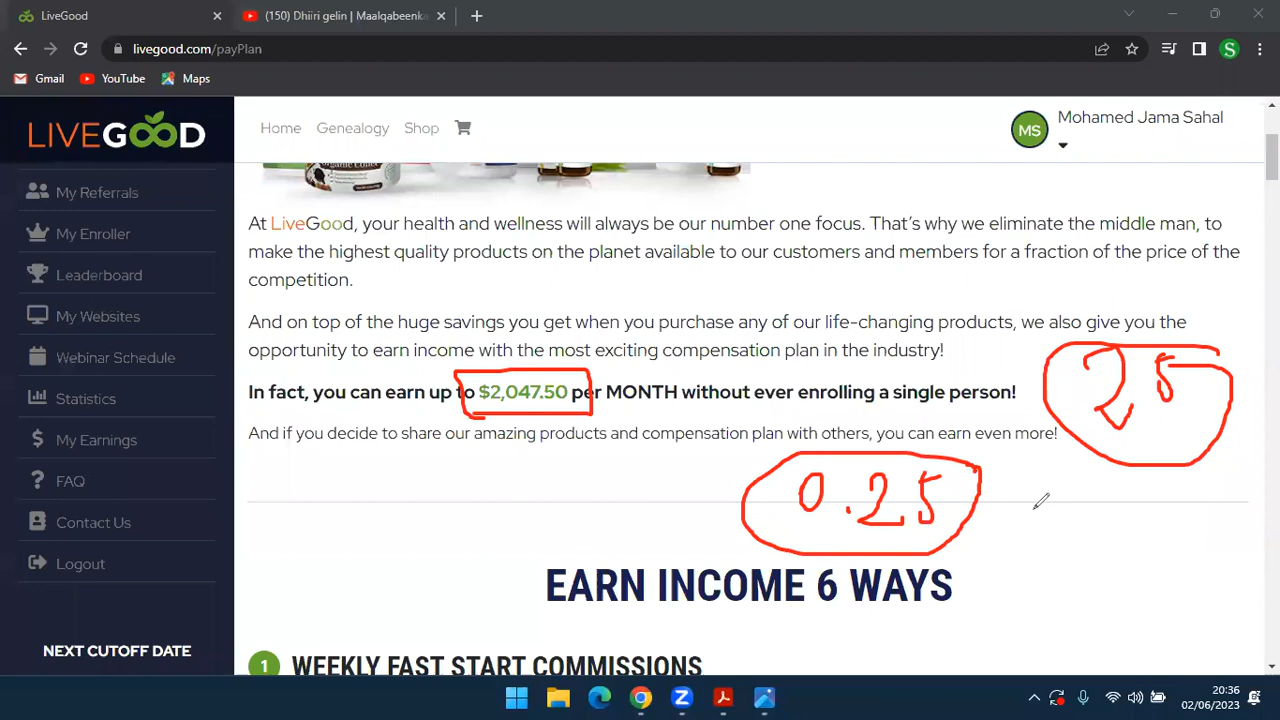 LiveGood
(150) Dhiiri gelin | Maalqabeenka
livegood.com/payPlan
S
Gmail
YouTube
Maps
LIVEGOOD
Home
Genealogy
Shop
MS
Mohamed Jama Sahal
My Referrals
My Enroller
Leaderboard
My Websites
Webinar Schedule
Statistics
My Earnings
FAQ
Contact Us
Logout
NEXT CUTOFF DATE
At LiveGood, your health and wellness will always be our number one focus. That's why we eliminate the middle man, to
make the highest quality products on the planet available to our customers and members for a fraction of the price of the
competition.
And on top of the huge savings you get when you purchase any of our life-changing products, we also give you the
opportunity to earn income with the most exciting compensation plan in the industry!
In fact, you can earn up to $2,047.50 per MONTH without ever enrolling a single person!
And if you decide to share our amazing products and compensation plan with others, you can earn even more!
25
0.25
EARN INCOME 6 WAYS
1 WEEKLY FAST START COMMISSIONS
20:36
02/06/2023